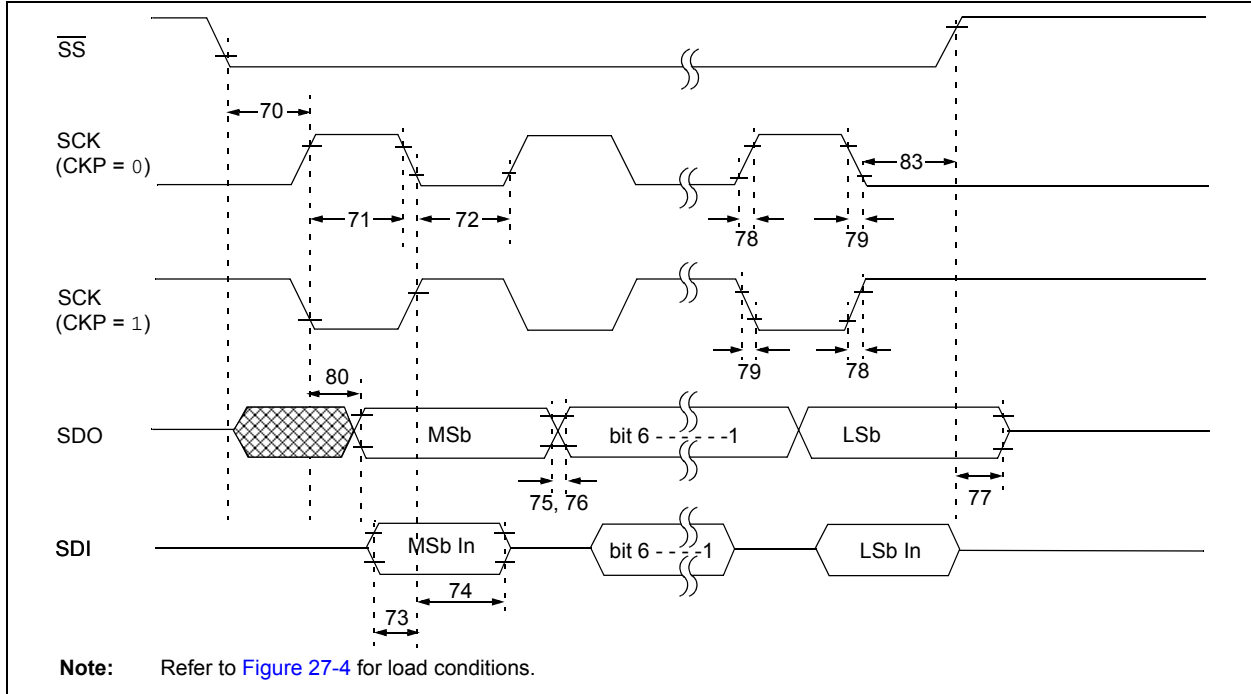 SS
70
SCK
(CKP = 0)
83
71
72
78
79
SCK
(CKP = 1)
79
78
80
SDO
MSb
bit 6 - - - - - -1
LSb
75, 76
77
SDI
MSb In
bit 6 - - - - -1
LSb In
74
73
Note: Refer to Figure 27-4 for load conditions.